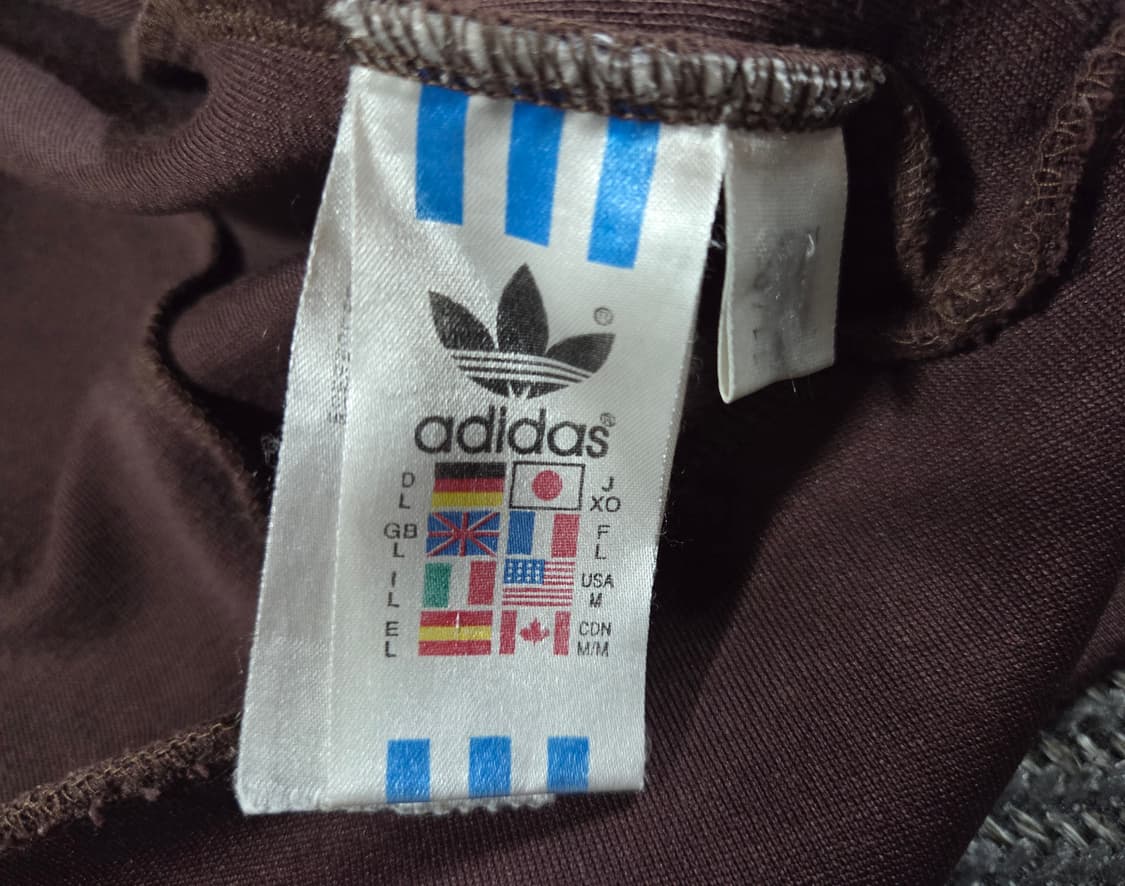 adidas®
D L
J XO
GB L
F L
I L
USA M
E L
CDN M/M